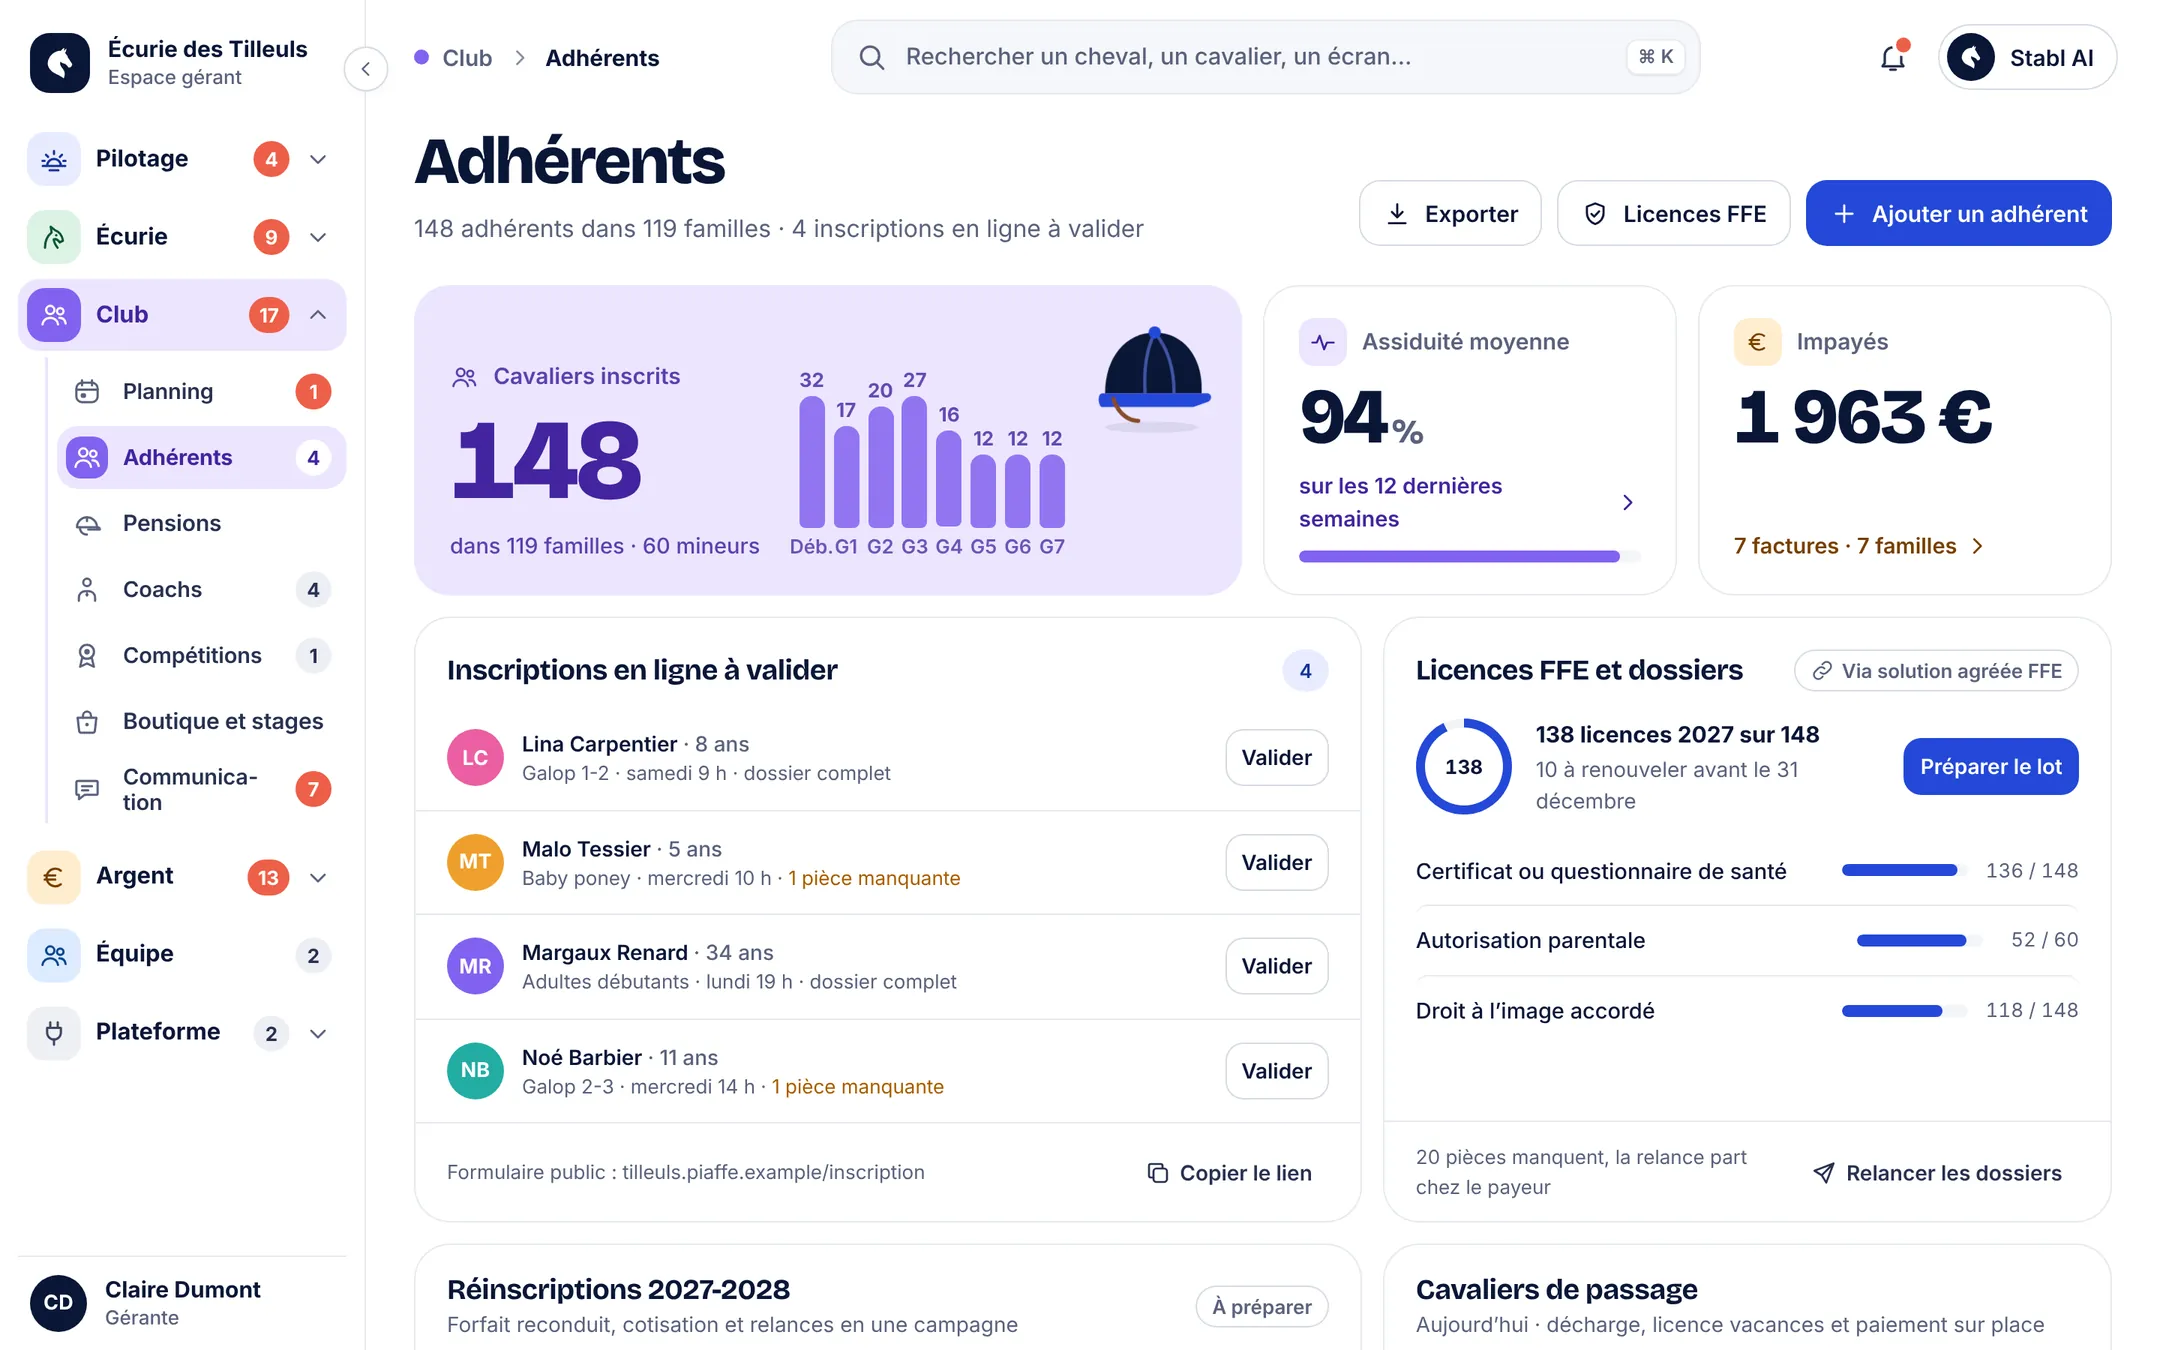 Écurie des Tilleuls
Espace gérant
Pilotage 4
Écurie 9
Club 17
Planning 1
Adhérents 4
Pensions
Coachs 4
Compétitions 1
Boutique et stages
Communica-
tion 7
Argent 13
Équipe 2
Plateforme 2
CD Claire Dumont
Gérante
Club > Adhérents
Rechercher un cheval, un cavalier, un écran...
⌘ K
Stabl AI
Adhérents
148 adhérents dans 119 familles · 4 inscriptions en ligne à valider
Exporter
Licences FFE
+ Ajouter un adhérent
Cavaliers inscrits
148
dans 119 familles · 60 mineurs
32 17 20 27 16 12 12 12
Déb. G1 G2 G3 G4 G5 G6 G7
Assiduité moyenne
94%
sur les 12 dernières
semaines
€ Impayés
1 963 €
7 factures · 7 familles
Inscriptions en ligne à valider 4
LC Lina Carpentier · 8 ans
Galop 1-2 · samedi 9 h · dossier complet
Valider
MT Malo Tessier · 5 ans
Baby poney · mercredi 10 h · 1 pièce manquante
Valider
MR Margaux Renard · 34 ans
Adultes débutants · lundi 19 h · dossier complet
Valider
NB Noé Barbier · 11 ans
Galop 2-3 · mercredi 14 h · 1 pièce manquante
Valider
Formulaire public : tilleuls.piaffe.example/inscription
Copier le lien
Licences FFE et dossiers
Via solution agréée FFE
138
138 licences 2027 sur 148
10 à renouveler avant le 31
décembre
Préparer le lot
Certificat ou questionnaire de santé 136 / 148
Autorisation parentale 52 / 60
Droit à l’image accordé 118 / 148
20 pièces manquent, la relance part
chez le payeur
Relancer les dossiers
Réinscriptions 2027-2028
Forfait reconduit, cotisation et relances en une campagne
À préparer
Cavaliers de passage
Aujourd’hui · décharge, licence vacances et paiement sur place